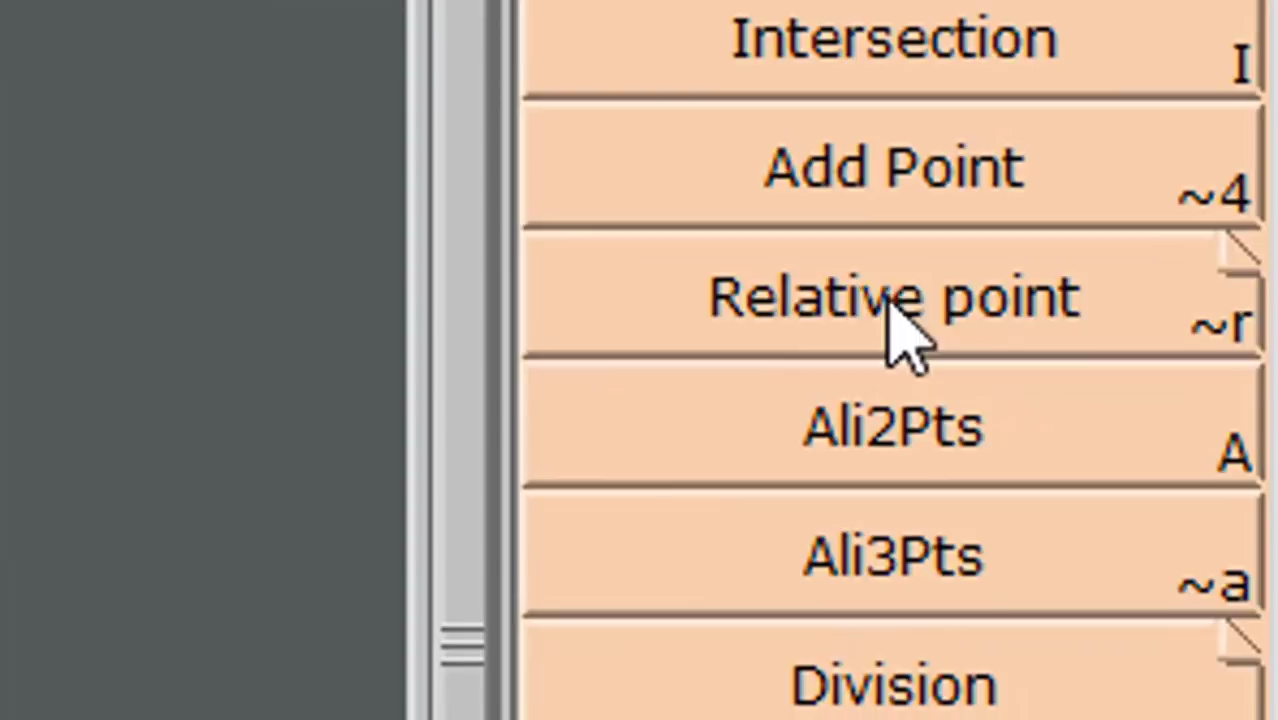 Intersection
I
Add Point
~4
Relative point
~r
Ali2Pts
A
Ali3Pts
~a
Division